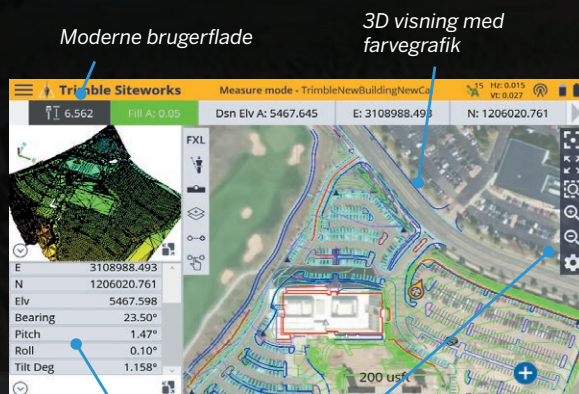 Moderne brugerflade
3D visning med
farvegrafik
Trimble Siteworks
Measure mode - TrimbleNewBuildingNewCa
15
Hz: 0.015
Vt: 0.027
6.562
Fill A: 0.05
Dsn Elv A: 5467.645
E: 3108988.493
N: 1206020.761
FXL
E 3108988.493
N 1206020.761
Elv 5467.598
Bearing 23.50°
Pitch 1.47°
Roll 0.10°
Tilt Deg 1.158°
200 usft